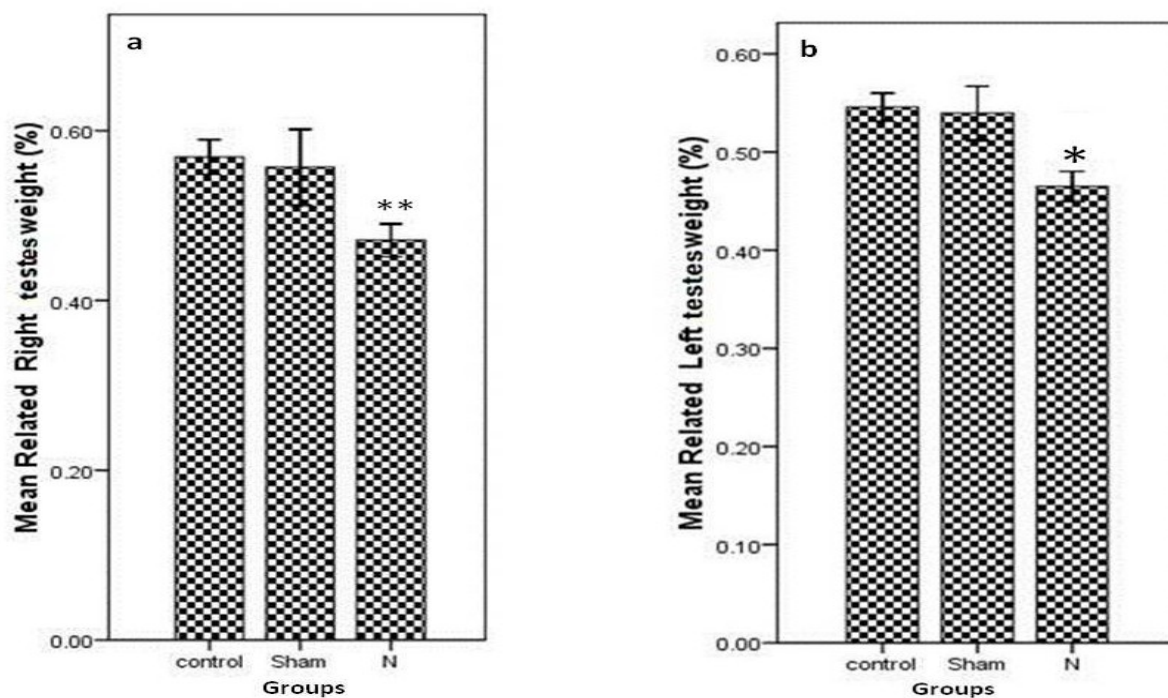 a
Mean Related Right testesweight (%)
0.60
0.40
0.20
0.00
**
control Sham N
Groups
b
Mean Related Left testesweight (%)
0.60
0.50
0.40
0.30
0.20
0.10
0.00
*
control Sham N
Groups